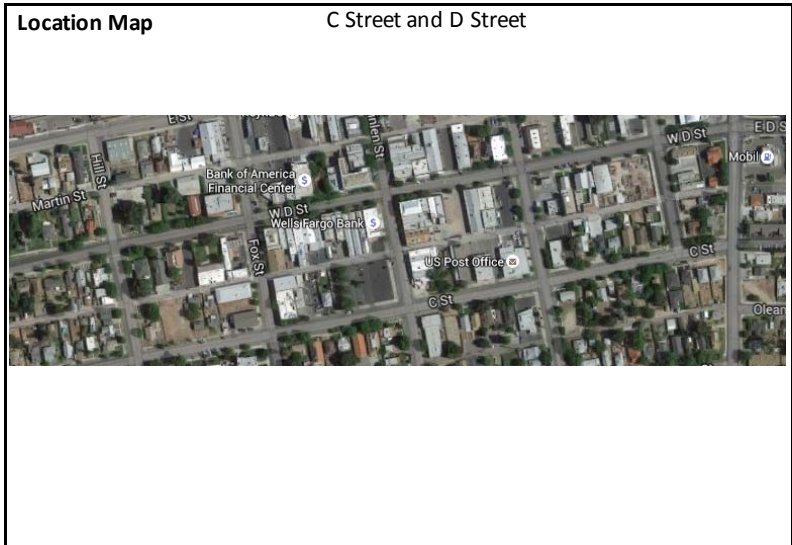 Location Map
C Street and D Street
E St
W D St
E D S
Mobil
Hill St
Bank of America
Financial Center
Martin St
W D St
Wells Fargo Bank
Fox St
US Post Office
C St
C St
Olean